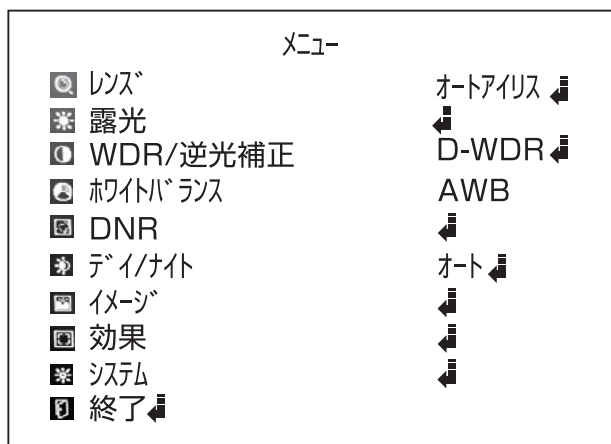 メニュー
レンズ オートアイリス ↲
露光 ↲
WDR/逆光補正 D-WDR↲
ホワイトバランス AWB
DNR ↲
デイ/ナイト オート ↲
イメージ ↲
効果 ↲
システム ↲
終了↲